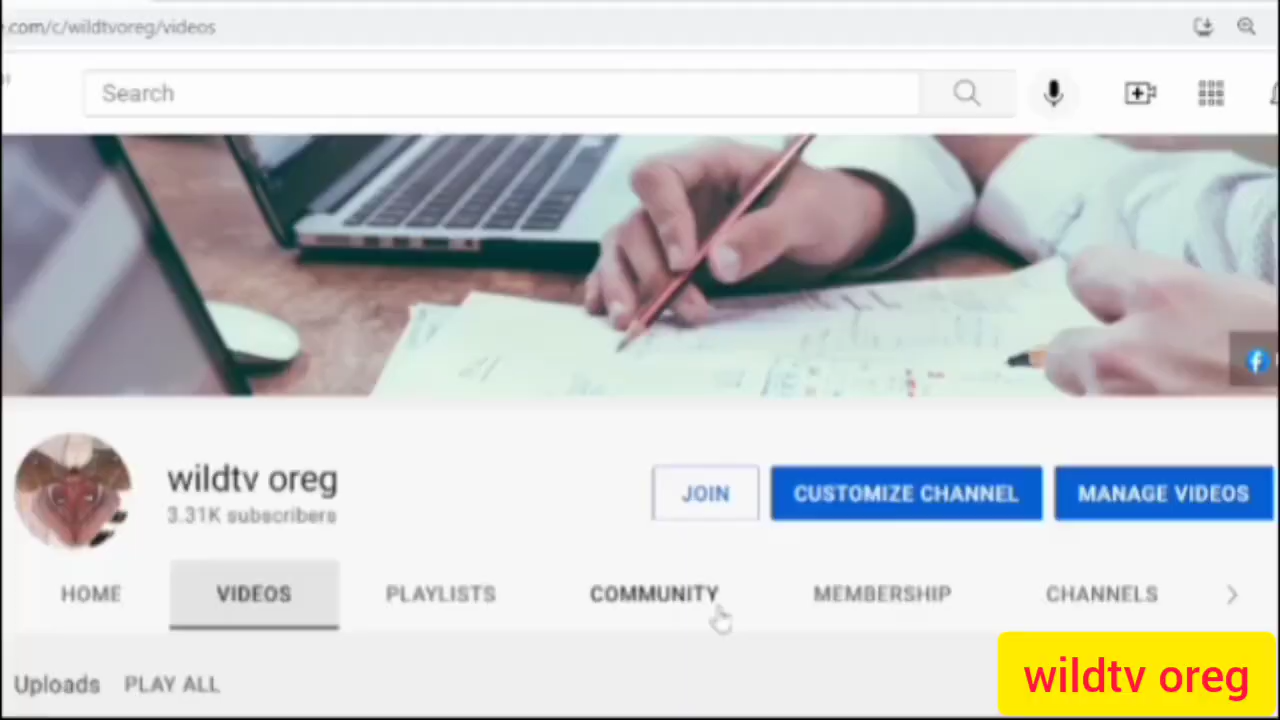 e.com/c/wildtvoreg/videos
Search
wildtv oreg
3.31K subscribers
JOIN
CUSTOMIZE CHANNEL
MANAGE VIDEOS
HOME
VIDEOS
PLAYLISTS
COMMUNITY
MEMBERSHIP
CHANNELS
Uploads
PLAY ALL
wildtv oreg